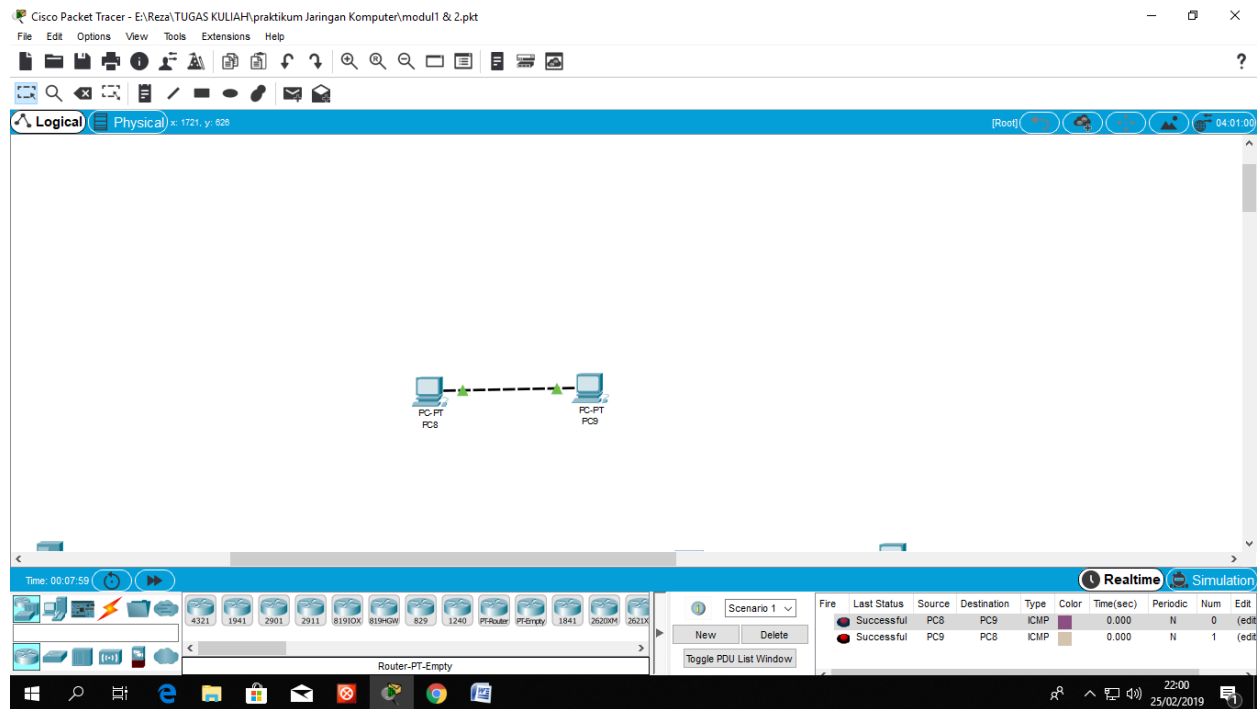 Cisco Packet Tracer - E:\Reza\TUGAS KULIAH\praktikum Jaringan Komputer\modul1 & 2.pkt
File Edit Options View Tools Extensions Help
Logical Physical x: 1721, y: 626 [Root] 04:01:00
PC-PT
PC8
PC-PT
PC9
Time: 00:07:59 Realtime Simulation
4321 1941 2901 2911 819IOX 819HGW 829 1240 PT-Router PT-Empty 1841 2620XM 2621X
Router-PT-Empty
Scenario 1
New Delete
Toggle PDU List Window
Fire Last Status Source Destination Type Color Time(sec) Periodic Num Edit
Successful PC8 PC9 ICMP 0.000 N 0 (edit
Successful PC9 PC8 ICMP 0.000 N 1 (edit
22:00
25/02/2019